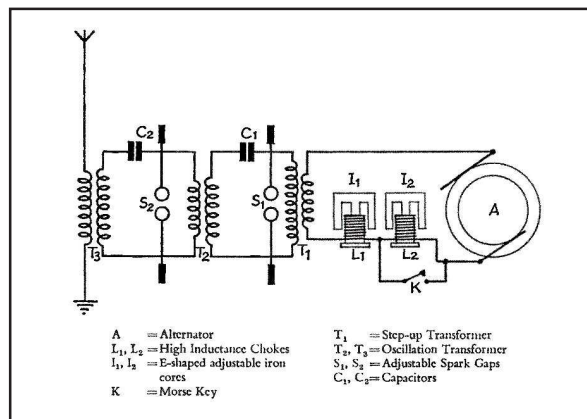 C2
C1
I1
I2
S2
S1
A
T3
T2
T1
L1
L2
K
A = Alternator
L1, L2 = High Inductance Chokes
I1, I2 = E-shaped adjustable iron
cores
K = Morse Key
T1 = Step-up Transformer
T2, T3 = Oscillation Transformer
S1, S2 = Adjustable Spark Gaps
C1, C2 = Capacitors